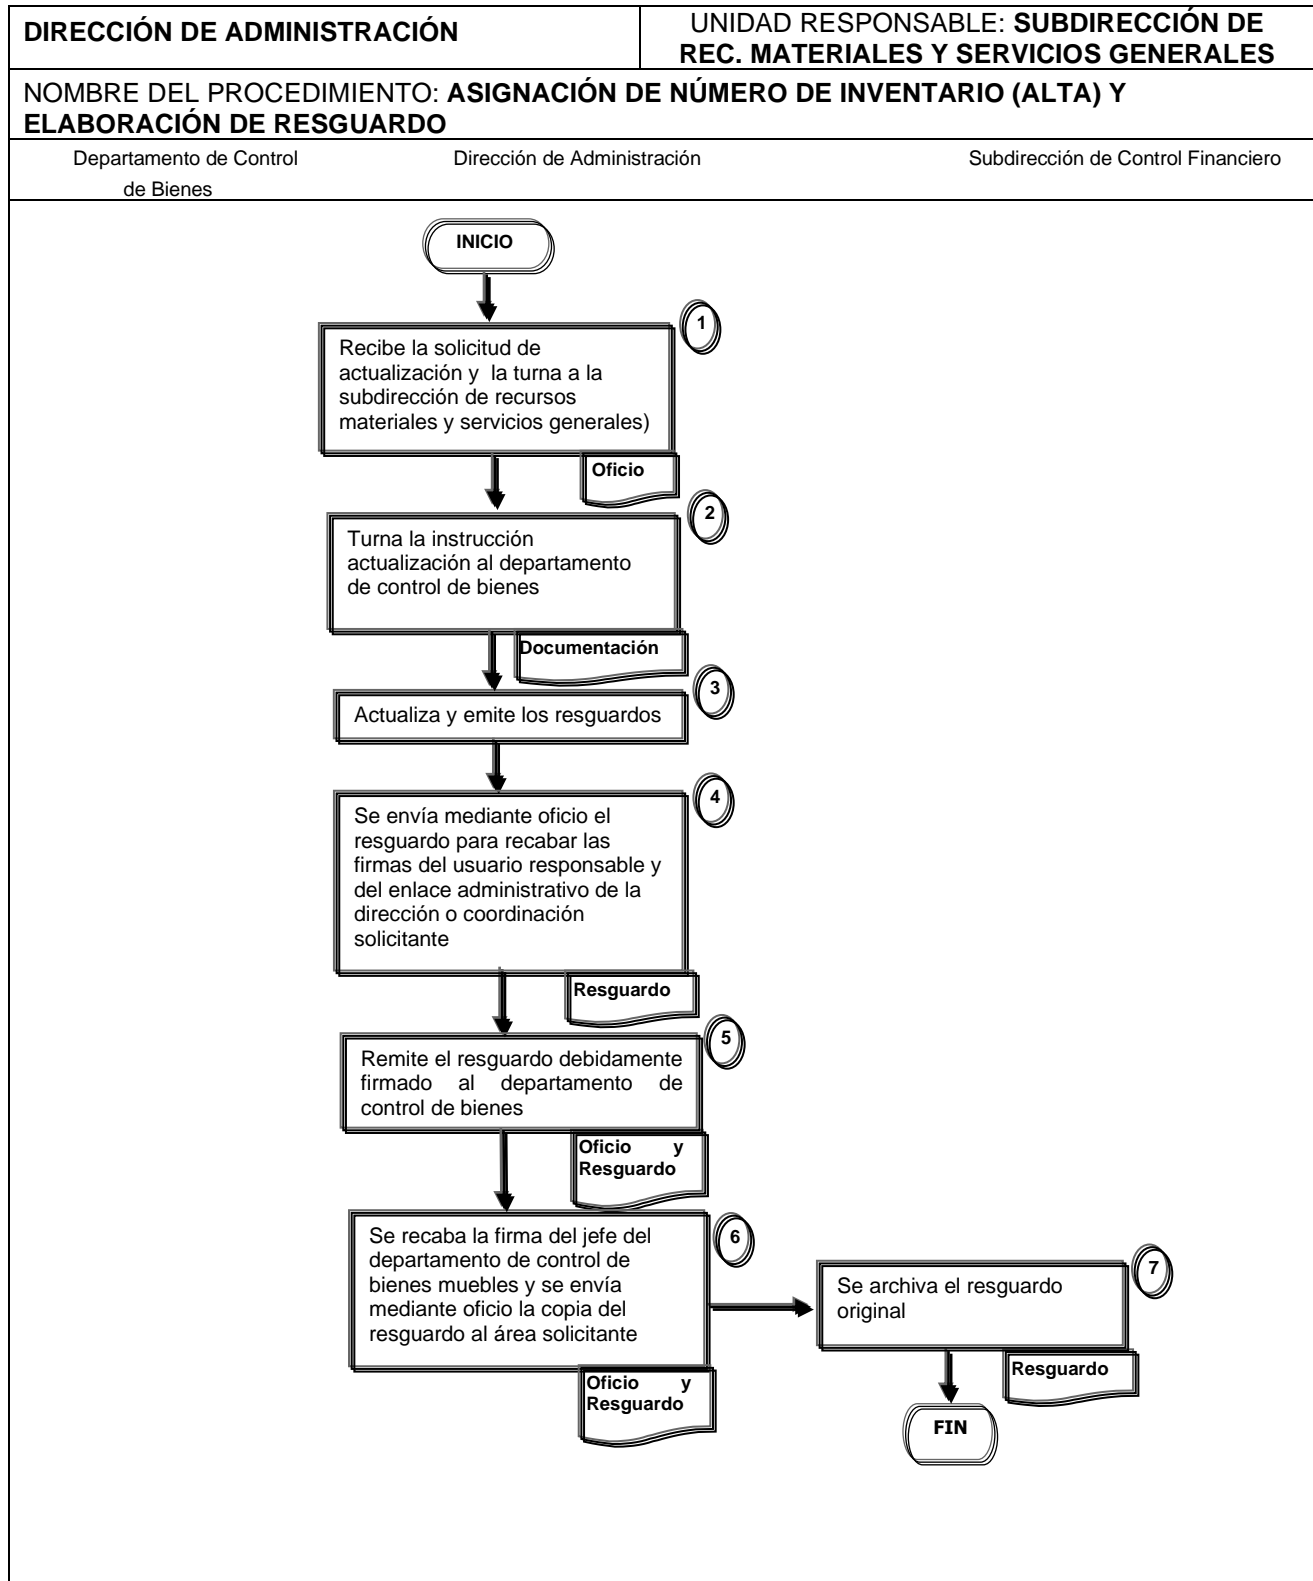 DIRECCIÓN DE ADMINISTRACIÓN
UNIDAD RESPONSABLE: SUBDIRECCIÓN DE
REC. MATERIALES Y SERVICIOS GENERALES
NOMBRE DEL PROCEDIMIENTO: ASIGNACIÓN DE NÚMERO DE INVENTARIO (ALTA) Y
ELABORACIÓN DE RESGUARDO
Departamento de Control
de Bienes
Dirección de Administración
Subdirección de Control Financiero
INICIO
1
Recibe la solicitud de
actualización y la turna a la
subdirección de recursos
materiales y servicios generales)
Oficio
2
Turna la instrucción
actualización al departamento
de control de bienes
Documentación
3
Actualiza y emite los resguardos
4
Se envía mediante oficio el
resguardo para recabar las
firmas del usuario responsable y
del enlace administrativo de la
dirección o coordinación
solicitante
Resguardo
5
Remite el resguardo debidamente
firmado al departamento de
control de bienes
Oficio y
Resguardo
6
Se recaba la firma del jefe del
departamento de control de
bienes muebles y se envía
mediante oficio la copia del
resguardo al área solicitante
Oficio y
Resguardo
7
Se archiva el resguardo
original
Resguardo
FIN